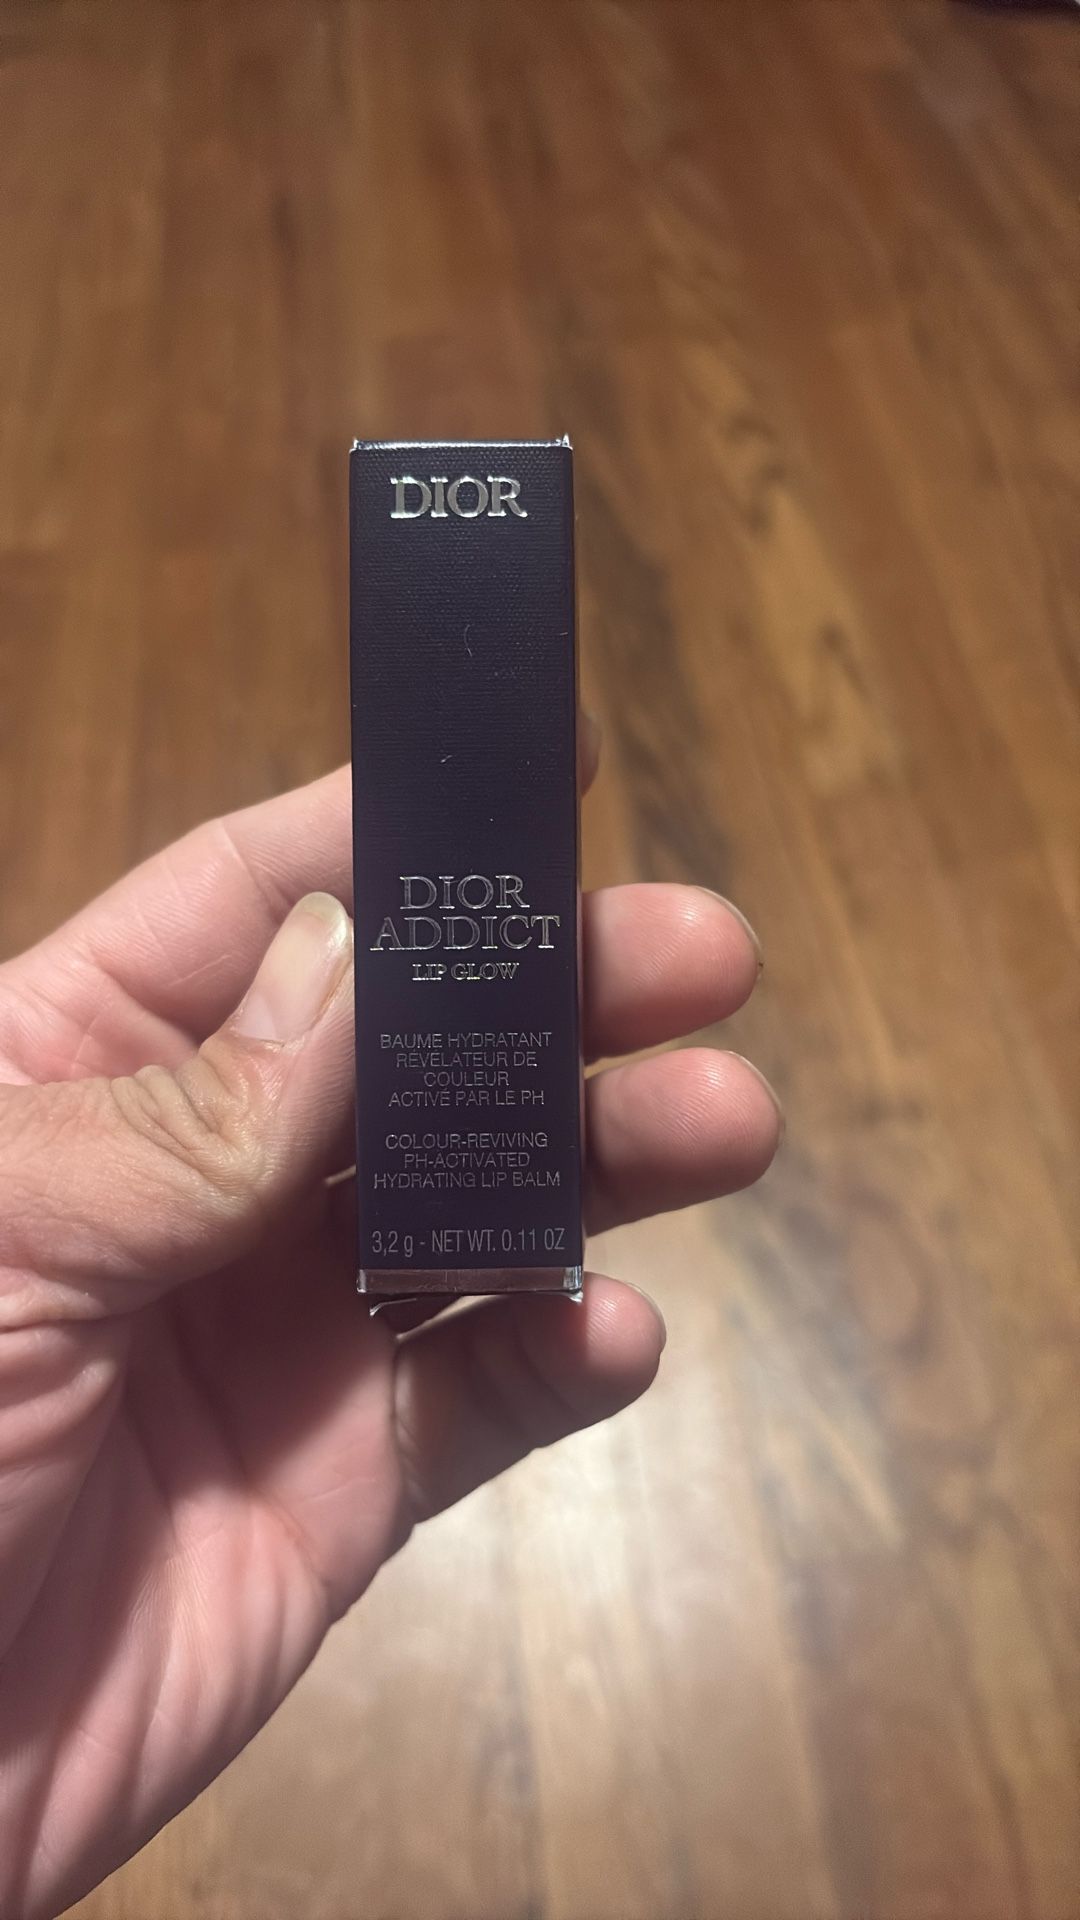 DIOR
DIOR
ADDICT
LIP GLOW
BAUME HYDRATANT
RÉVÉLATEUR DE
COULEUR
ACTIVÉ PAR LE PH
COLOUR-REVIVING
PH-ACTIVATED
HYDRATING LIP BALM
3,2 g - NET WT. 0.11 OZ